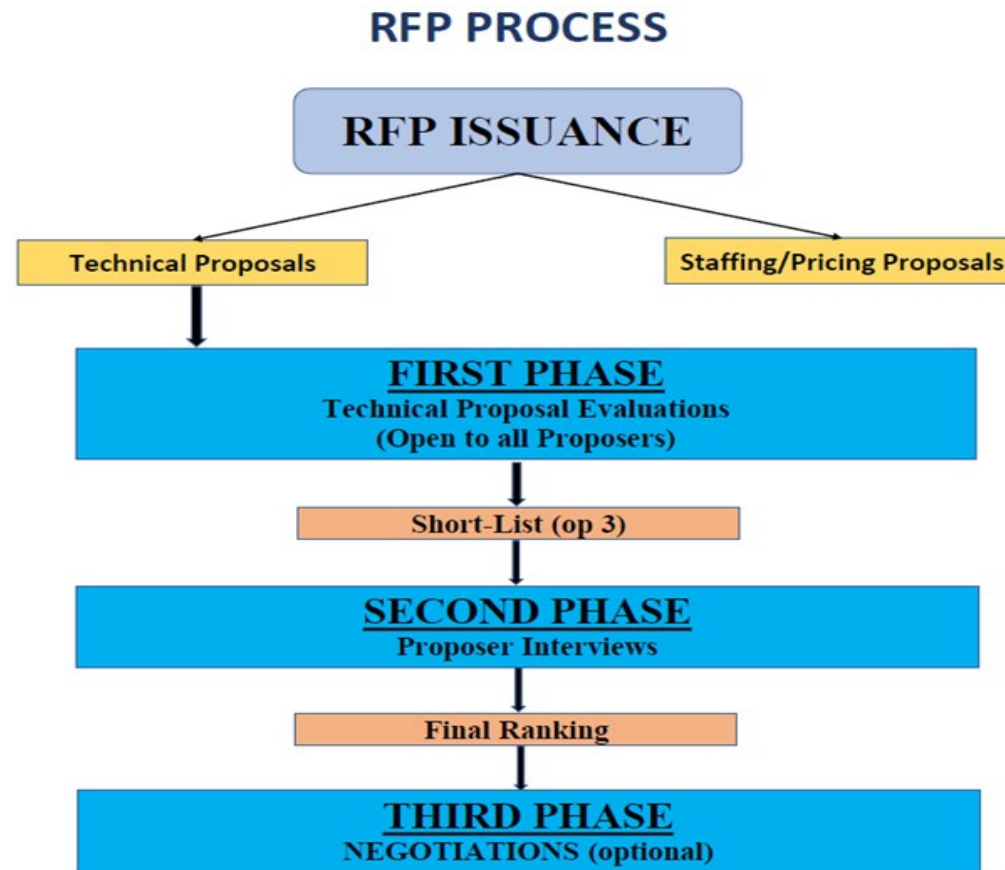 RFP PROCESS
RFP ISSUANCE
Technical Proposals
Staffing/Pricing Proposals
FIRST PHASE
Technical Proposal Evaluations
(Open to all Proposers)
Short-List (op 3)
SECOND PHASE
Proposer Interviews
Final Ranking
THIRD PHASE
NEGOTIATIONS (optional)